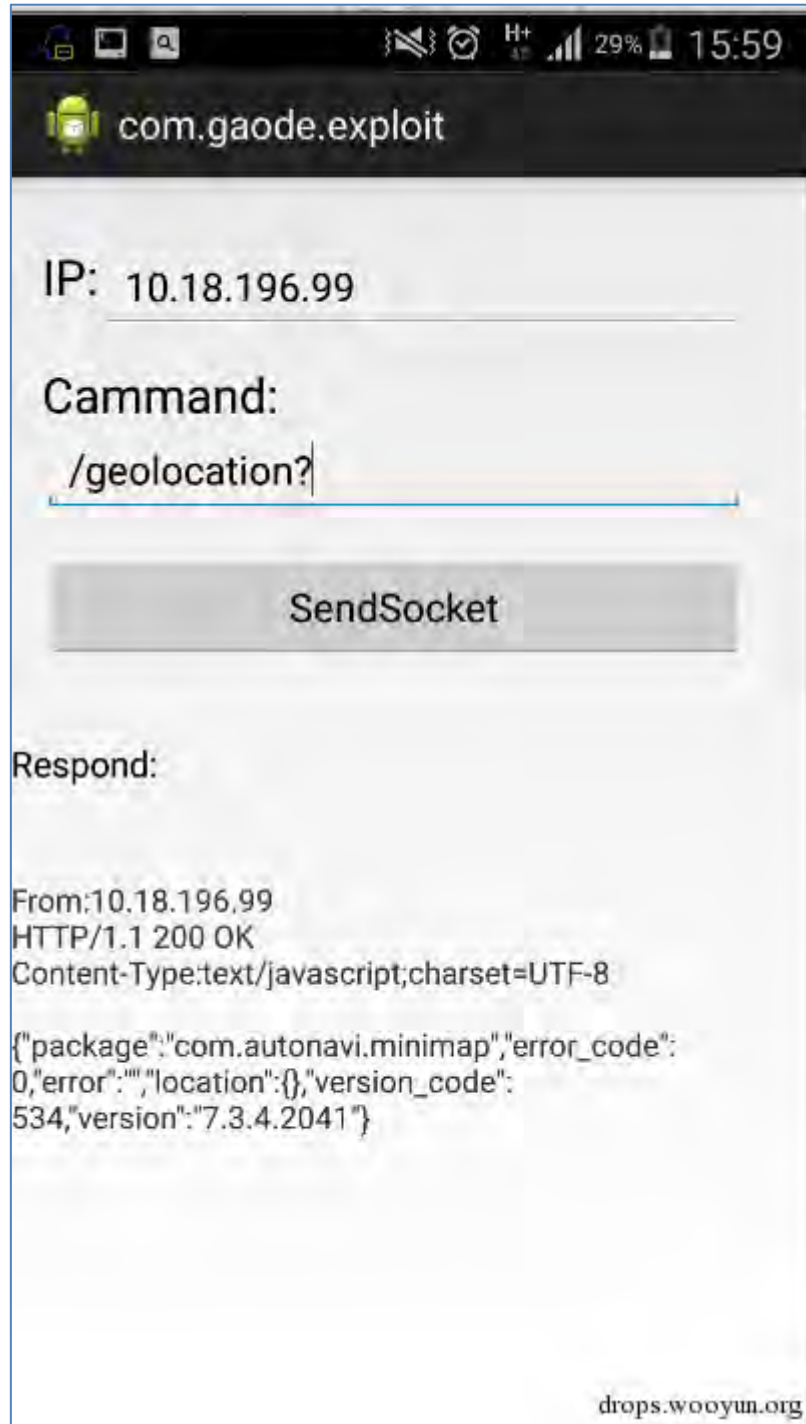 H+ 29% 15:59
com.gaode.exploit
IP: 10.18.196.99
Cammand:
/geolocation?
SendSocket
Respond:
From:10.18.196.99
HTTP/1.1 200 OK
Content-Type:text/javascript;charset=UTF-8
{"package":"com.autonavi.minimap","error_code":
0,"error":"","location":{},"version_code":
534,"version":"7.3.4.2041"}
drops.wooyun.org